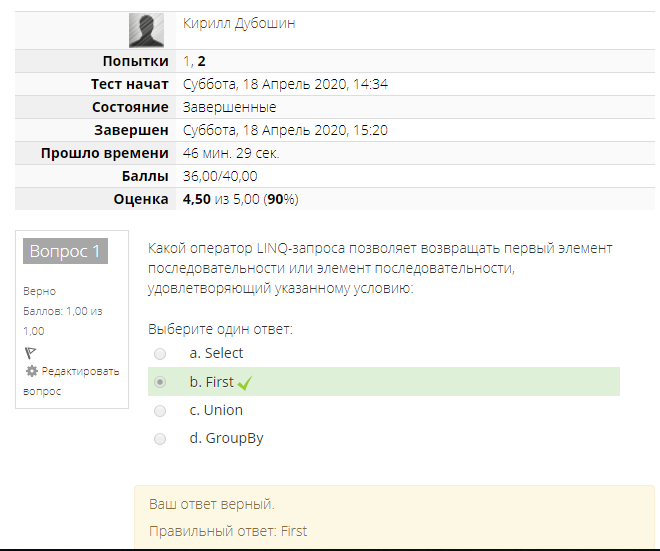 Кирилл Дубошин
Попытки 1, 2
Тест начат Суббота, 18 Апрель 2020, 14:34
Состояние Завершенные
Завершен Суббота, 18 Апрель 2020, 15:20
Прошло времени 46 мин. 29 сек.
Баллы 36,00/40,00
Оценка 4,50 из 5,00 (90%)
Вопрос 1
Верно
Баллов: 1,00 из
1,00
Редактировать
вопрос
Какой оператор LINQ-запроса позволяет возвращать первый элемент
последовательности или элемент последовательности,
удовлетворяющий указанному условию:
Выберите один ответ:
a. Select
b. First
c. Union
d. GroupBy
Ваш ответ верный.
Правильный ответ: First